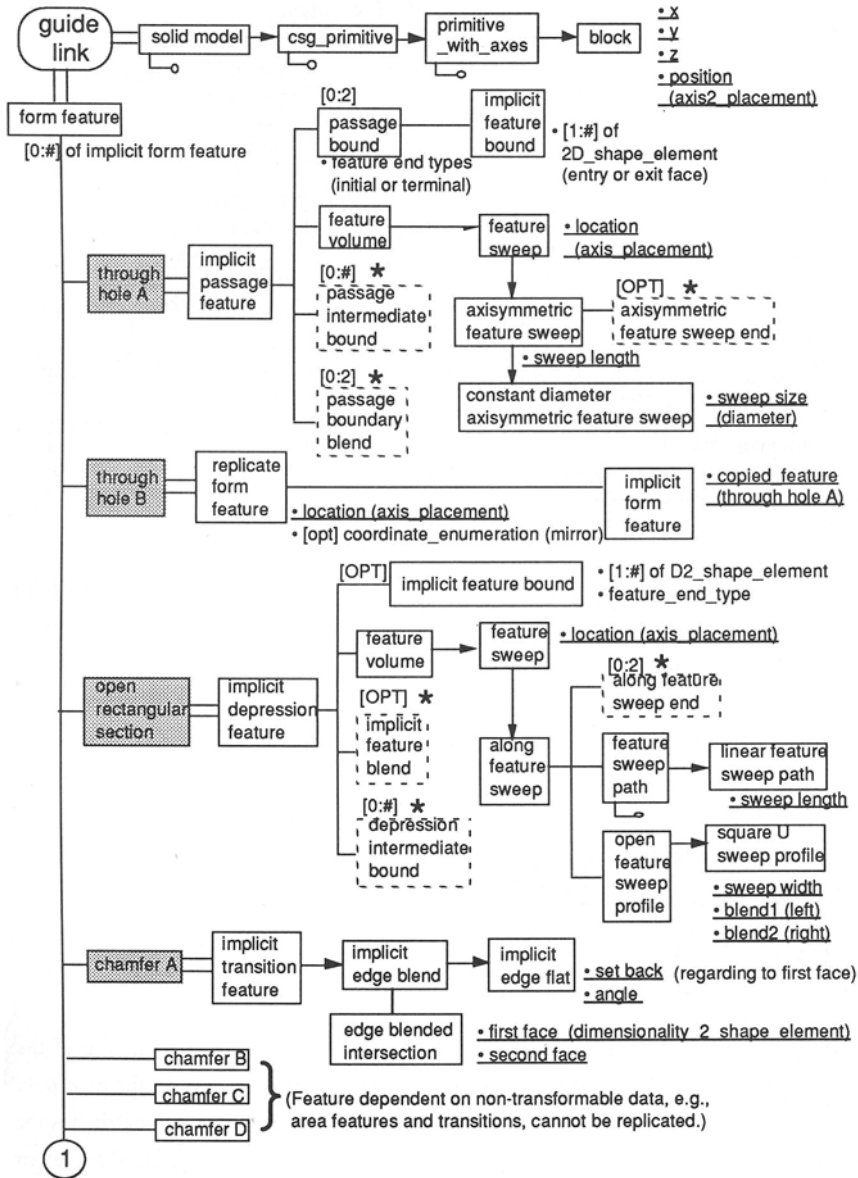 guide
link
solid model
csg_primitive
primitive
_with_axes
block
• x
• y
• z
• position
(axis2_placement)
form feature
[0:#] of implicit form feature
[0:2]
passage
bound
• feature end types
(initial or terminal)
implicit
feature
bound
• [1:#] of
2D_shape_element
(entry or exit face)
through
hole A
implicit
passage
feature
feature
volume
feature
sweep
• location
(axis_placement)
[0:#] *
passage
intermediate
bound
axisymmetric
feature sweep
• sweep length
[OPT] *
axisymmetric
feature sweep end
[0:2] *
passage
boundary
blend
constant diameter
axisymmetric feature sweep
• sweep size
(diameter)
through
hole B
replicate
form
feature
• location (axis_placement)
• [opt] coordinate_enumeration (mirror)
implicit
form
feature
• copied_feature
(through hole A)
open
rectangular
section
implicit
depression
feature
[OPT]
implicit feature bound
• [1:#] of D2_shape_element
• feature_end_type
feature
volume
feature
sweep
• location (axis_placement)
[OPT] *
implicit
feature
blend
along
feature
sweep
[0:2] *
along feature
sweep end
feature
sweep
path
linear feature
sweep path
• sweep length
[0:#] *
depression
intermediate
bound
open
feature
sweep
profile
square U
sweep profile
• sweep width
• blend1 (left)
• blend2 (right)
chamfer A
implicit
transition
feature
implicit
edge blend
implicit
edge flat
• set back (regarding to first face)
• angle
edge blended
intersection
• first face (dimensionality_2_shape_element)
• second face
chamfer B
chamfer C
chamfer D
(Feature dependent on non-transformable data, e.g.,
area features and transitions, cannot be replicated.)
1